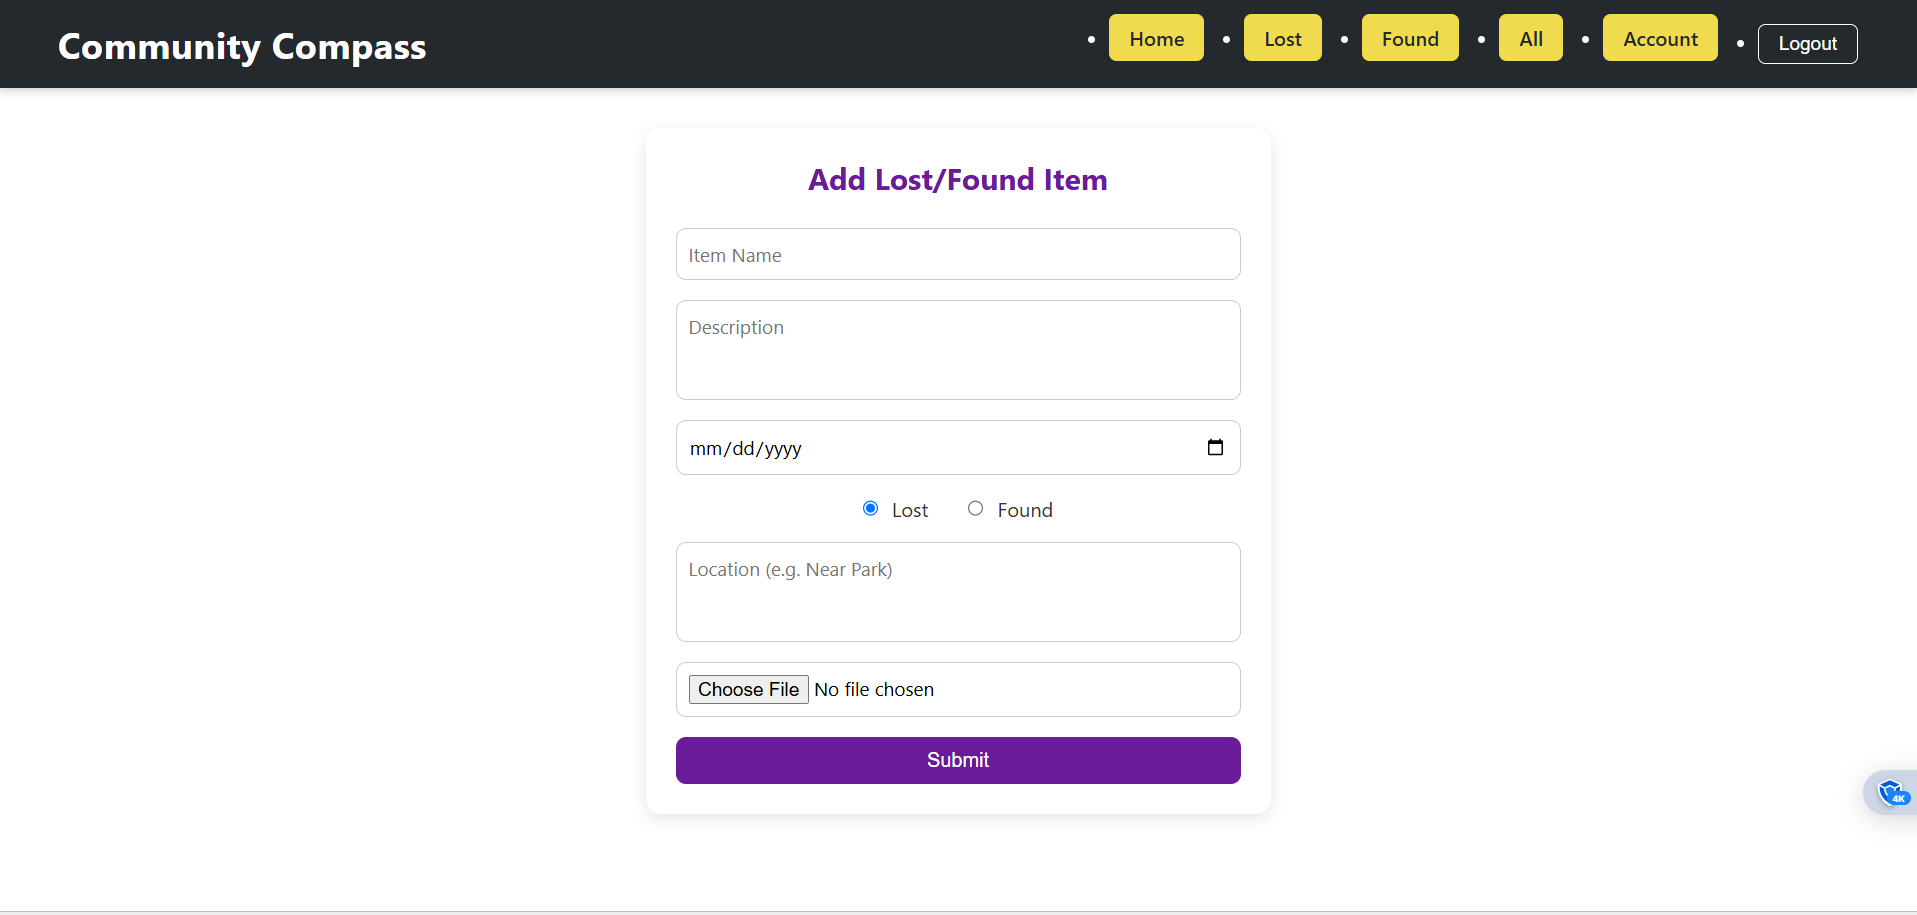 Community Compass
• Home • Lost • Found • All • Account • Logout
Add Lost/Found Item
Item Name
Description
mm/dd/yyyy
Lost Found
Location (e.g. Near Park)
Choose File No file chosen
Submit
4K